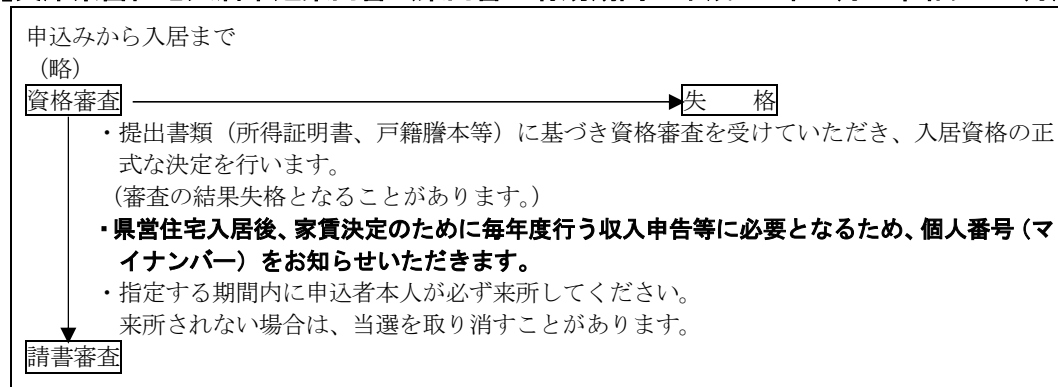 申込みから入居まで
(略)
資格審査 失　格
・提出書類（所得証明書、戸籍謄本等）に基づき資格審査を受けていただき、入居資格の正
式な決定を行います。
（審査の結果失格となることがあります。）
・県営住宅入居後、家賃決定のために毎年度行う収入申告等に必要となるため、個人番号（マ
イナンバー）をお知らせいただきます。
・指定する期間内に申込者本人が必ず来所してください。
来所されない場合は、当選を取り消すことがあります。
請書審査